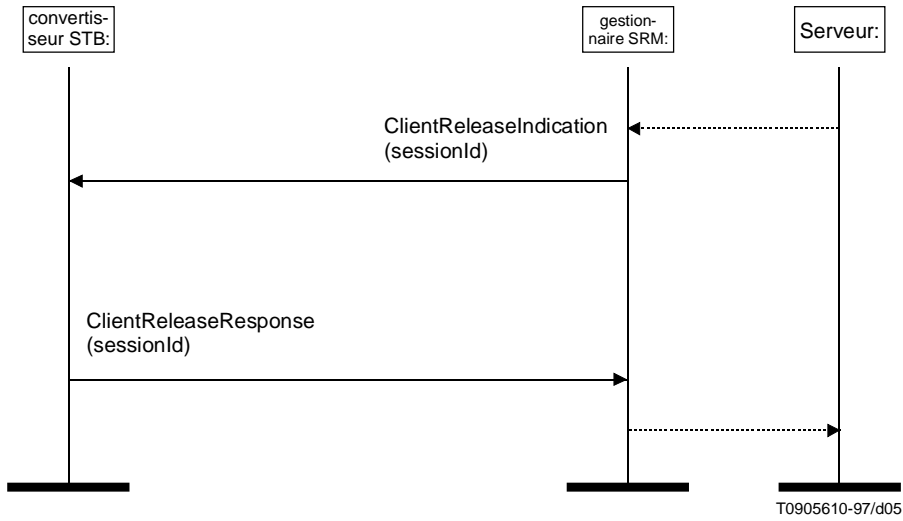 convertis-
seur STB:
gestion-
naire SRM:
Serveur:
ClientReleaseIndication
(sessionId)
ClientReleaseResponse
(sessionId)
T0905610-97/d05